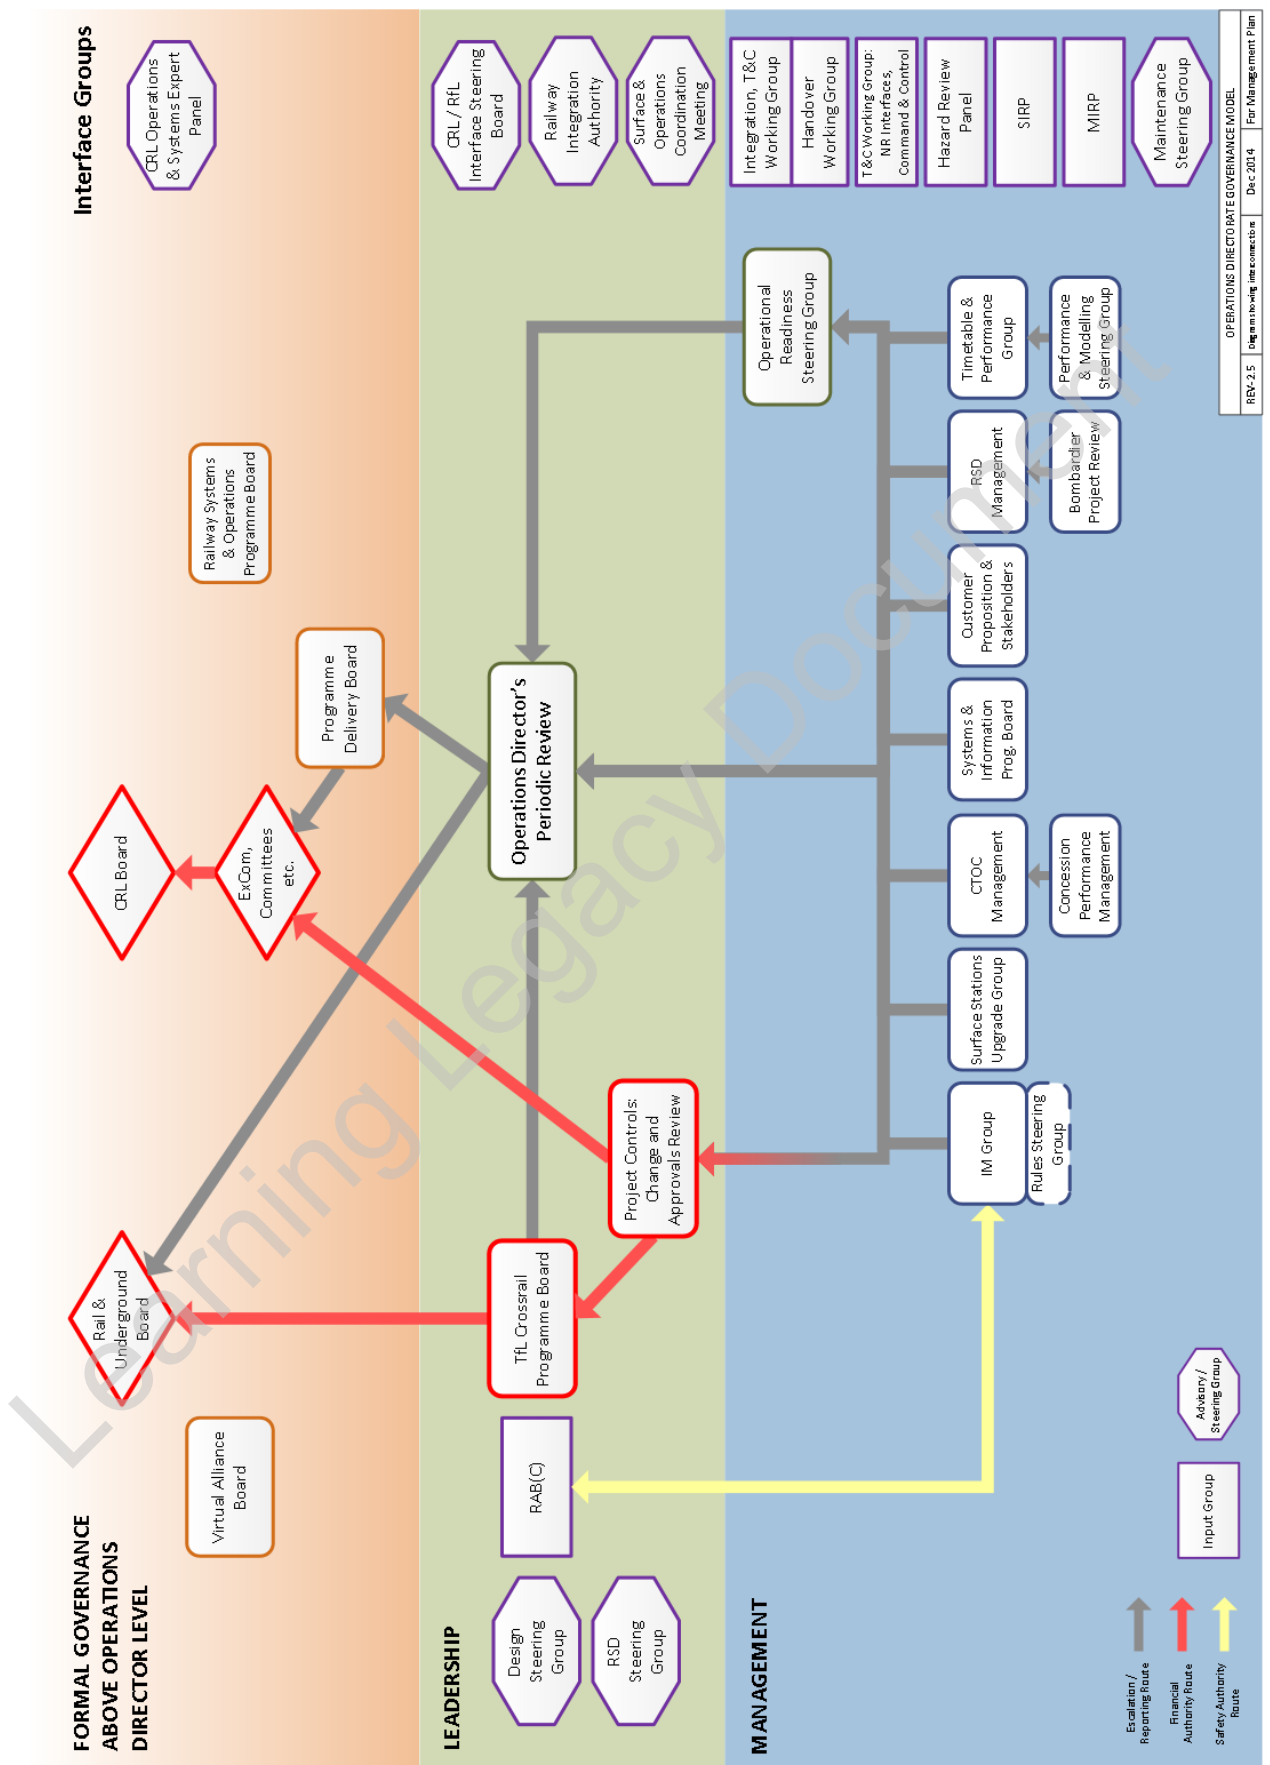 FORMAL GOVERNANCE
ABOVE OPERATIONS
DIRECTOR LEVEL
Interface Groups
Virtual Alliance
Board
Rail &
Underground
Board
CRL Board
ExCom,
Committees
etc.
Programme
Delivery Board
Railway Systems
& Operations
Programme Board
CRL Operations
& Systems Expert
Panel
LEADERSHIP
Design
Steering
Group
RSD
Steering
Group
RAB(C)
TfL Crossrail
Programme Board
Project Controls:
Change and
Approvals Review
Operations Director's
Periodic Review
CRL / RfL
Interface Steering
Board
Railway
Integration
Authority
Surface &
Operations
Coordination
Meeting
MANAGEMENT
Operational
Readiness
Steering Group
IM Group
Rules Steering
Group
Surface Stations
Upgrade Group
CTOC
Management
Concession
Performance
Management
Systems &
Information
Prog. Board
Customer
Proposition &
Stakeholders
RSD
Management
Bombardier
Project Review
Timetable &
Performance
Group
Performance
& Modelling
Steering Group
Integration, T&C
Working Group
Handover
Working Group
T&C Working Group:
NR Interfaces,
Command & Control
Hazard Review
Panel
SIRP
MIRP
Maintenance
Steering Group
Escalation /
Reporting Route
Financial
Authority Route
Safety Authority
Route
Input Group
Advisory /
Steering Group
OPERATIONS DIRECTORATE GOVERNANCE MODEL
REV- 2.5
Diagram showing interconnections
Dec 2014
For Management Plan
Learning Legacy Document